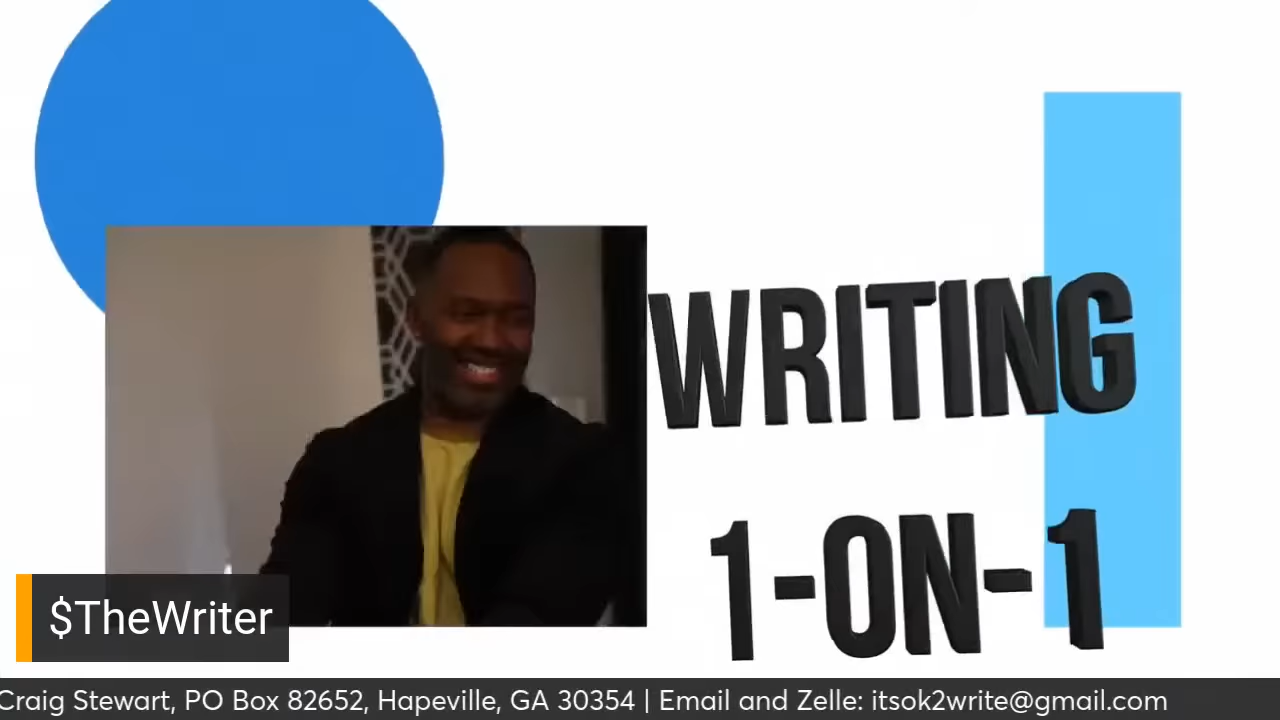 WRITING
1-ON-1
$TheWriter
Craig Stewart, PO Box 82652, Hapeville, GA 30354 | Email and Zelle: itsok2write@gmail.com